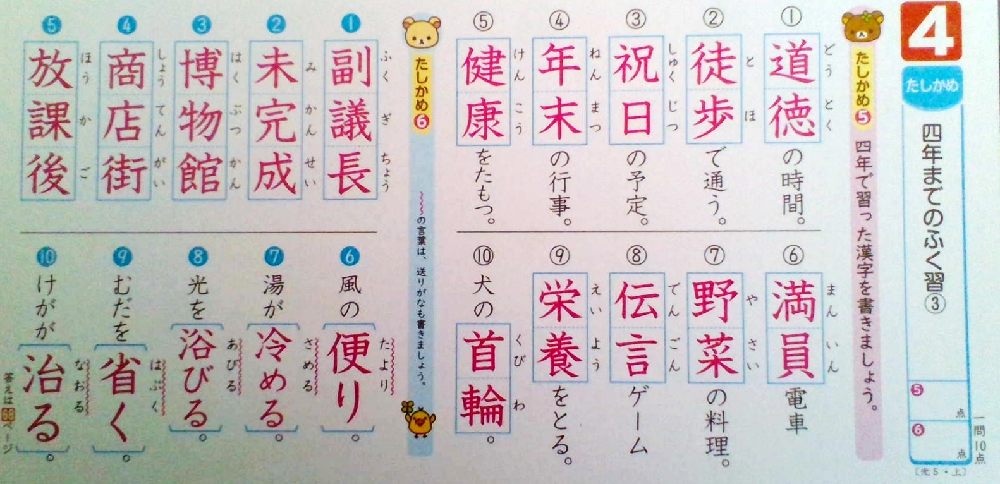 4
たしかめ
四年までのふく習③
⑤ 点
⑥ 点
一問10点
〔光5・上〕
たしかめ⑤ 四年で習った漢字を書きましょう。
① 道徳の時間。
どうとく
② 徒歩で通う。
とほ
③ 祝日の予定。
しゅくじつ
④ 年末の行事。
ねんまつ
⑤ 健康をたもつ。
けんこう
⑥ 満員電車
まんいん
⑦ 野菜の料理。
やさい
⑧ 伝言ゲーム
でんごん
⑨ 栄養をとる。
えいよう
⑩ 犬の首輪。
くびわ
たしかめ⑥ 〰の言葉は、送りがなも書きましょう。
❶ 副議長
ふくぎちょう
❷ 未完成
みかんせい
❸ 博物館
はくぶつかん
❹ 商店街
しょうてんがい
❺ 放課後
ほうかご
❻ 風の便り。
たより
❼ 湯が冷める。
さめる
❽ 光を浴びる。
あびる
❾ むだを省く。
はぶく
❿ けがが治る。
なおる
答えは68ページ